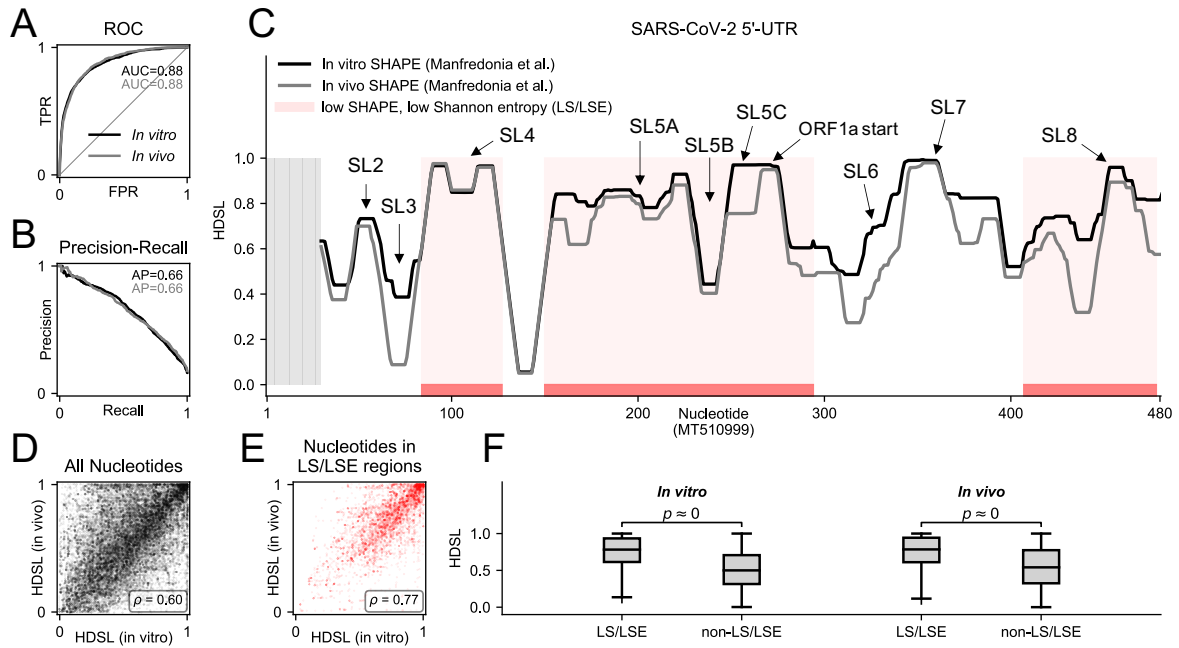 A
ROC
1
TPR
0
AUC=0.88
AUC=0.88
In vitro
In vivo
0
FPR
1
B
Precision-Recall
1
Precision
0
AP=0.66
AP=0.66
0
Recall
1
C
SARS-CoV-2 5'-UTR
In vitro SHAPE (Manfredonia et al.)
In vivo SHAPE (Manfredonia et al.)
low SHAPE, low Shannon entropy (LS/LSE)
HDSL
1.0
0.8
0.6
0.4
0.2
0.0
SL2
SL3
SL4
SL5A
SL5B
SL5C
ORF1a start
SL6
SL7
SL8
1
100
200
300
400
480
Nucleotide
(MT510999)
D
All Nucleotides
1
HDSL (in vivo)
0
ρ = 0.60
0
1
HDSL (in vitro)
E
Nucleotides in
LS/LSE regions
1
HDSL (in vivo)
0
ρ = 0.77
0
1
HDSL (in vitro)
F
HDSL
1.0
0.5
0.0
In vitro
p ≈ 0
In vivo
p ≈ 0
LS/LSE
non-LS/LSE
LS/LSE
non-LS/LSE